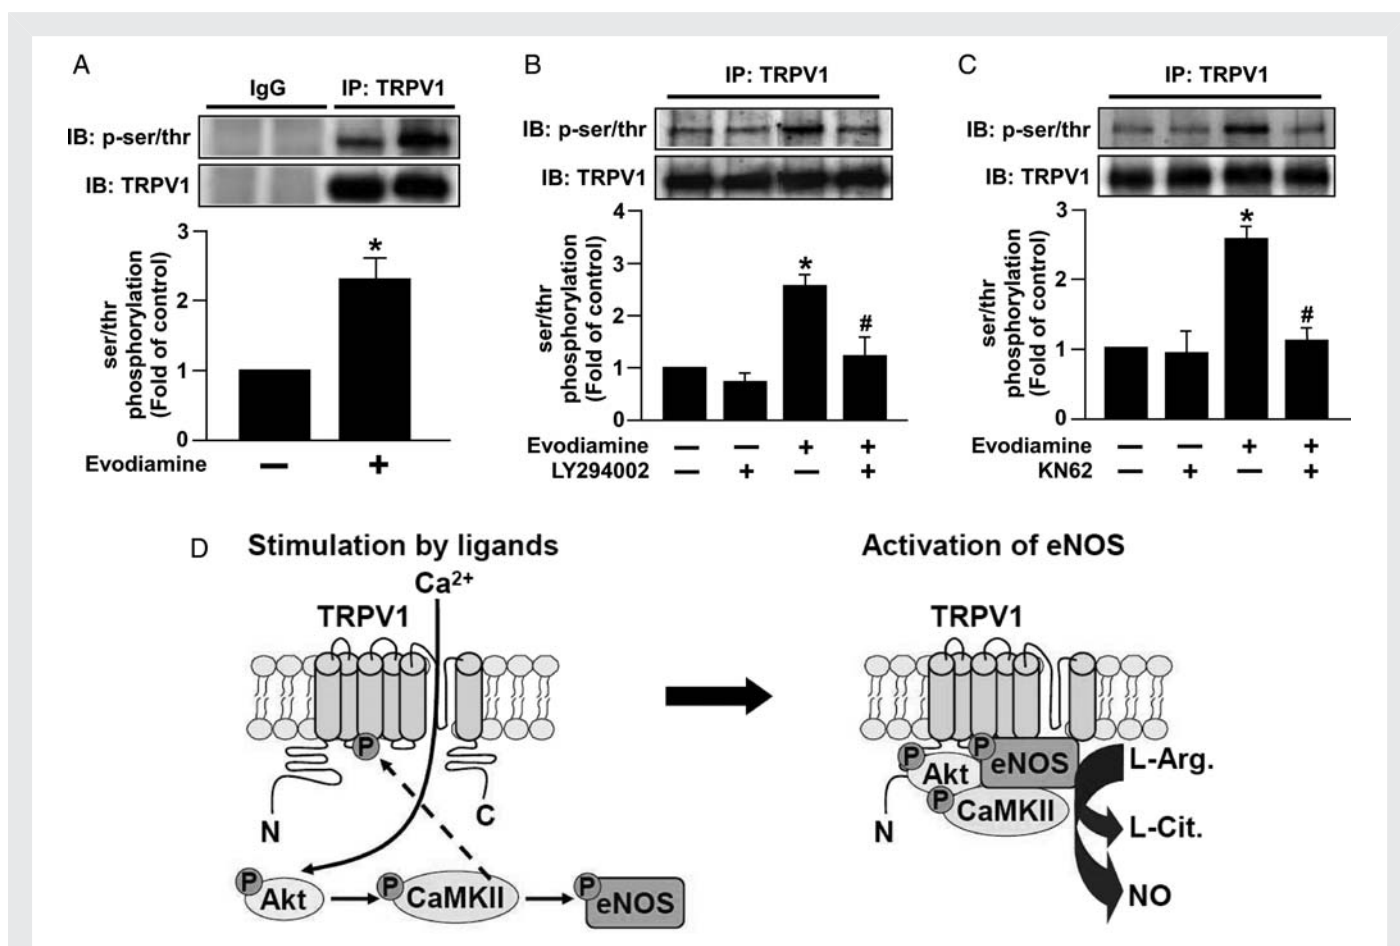 A
IgG
IP: TRPV1
IB: p-ser/thr
IB: TRPV1
ser/thr
phosphorylation
(Fold of control)
3
2
1
0
*
Evodiamine
— +
B
IP: TRPV1
IB: p-ser/thr
IB: TRPV1
ser/thr
phosphorylation
(Fold of control)
4
3
2
1
0
*
#
Evodiamine — — + +
LY294002 — + — +
C
IP: TRPV1
IB: p-ser/thr
IB: TRPV1
ser/thr
phosphorylation
(Fold of control)
3
2
1
0
*
#
Evodiamine — — + +
KN62 — + — +
D
Stimulation by ligands
Ca²⁺
TRPV1
P
N
C
P
Akt
P
CaMKII
P
eNOS
Activation of eNOS
TRPV1
P
Akt
P
eNOS
P
CaMKII
N
L-Arg.
L-Cit.
NO